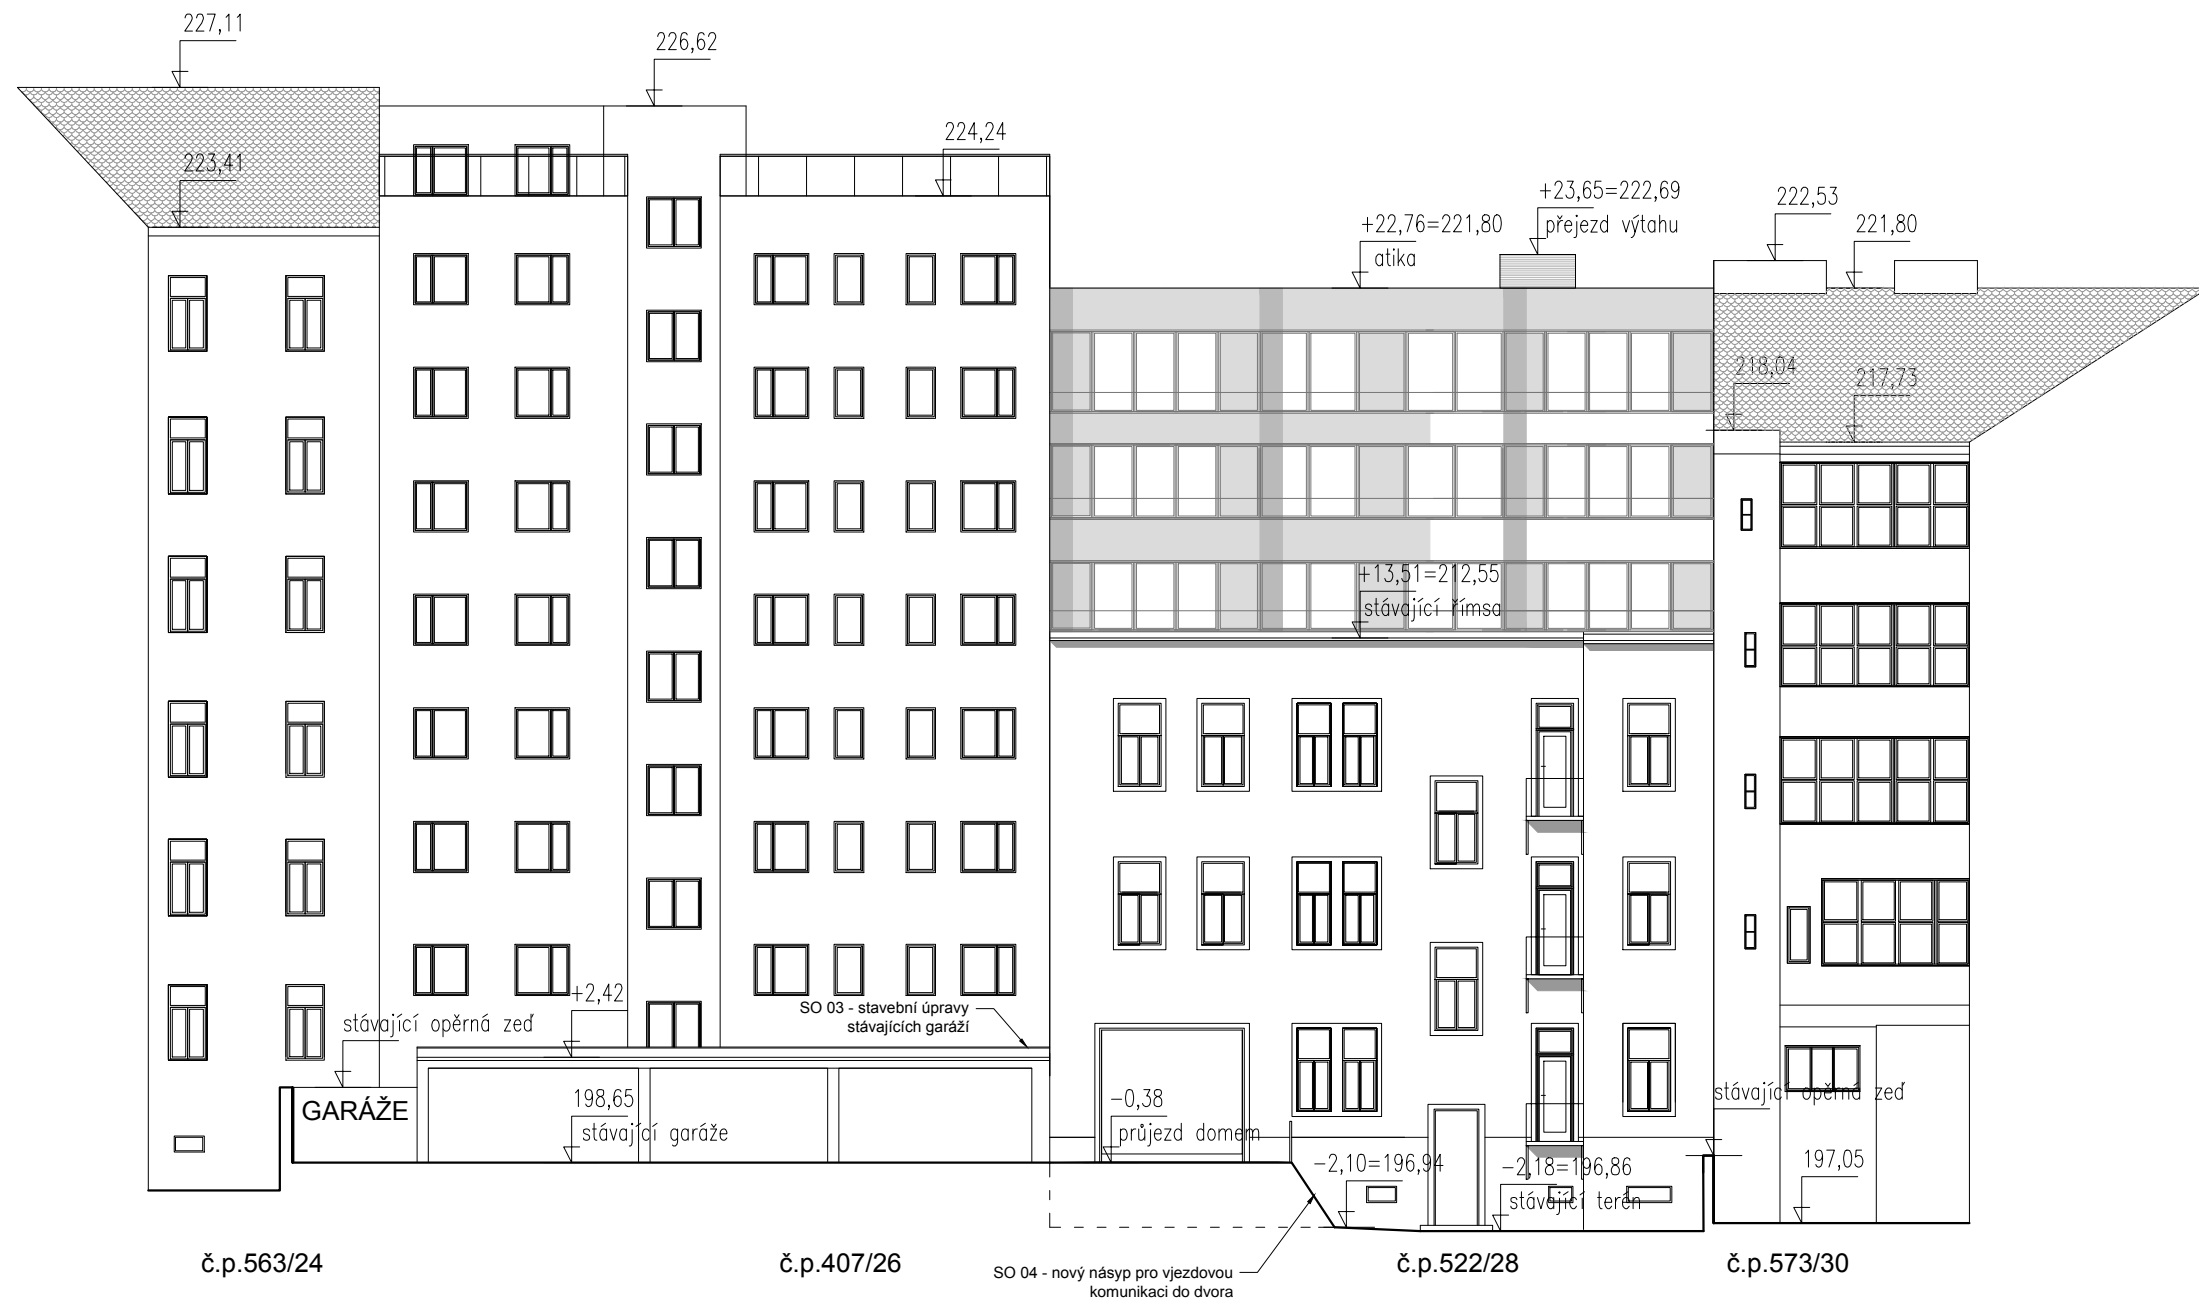 227,11
226,62
224,24
223,41
+23,65=222,69
přejezd výtahu
222,53
+22,76=221,80
atika
221,80
218,04
217,73
+13,51=212,55
stávající římsa
+2,42
SO 03 - stavební úpravy
stávajících garáží
stávající opěrná zeď
GARÁŽE
198,65
stávající garáže
-0,38
průjezd domem
stávající opěrná zeď
-2,10=196,94
-2,18=196,86
stávající terén
197,05
č.p.563/24
č.p.407/26
č.p.522/28
č.p.573/30
SO 04 - nový násyp pro vjezdovou
komunikaci do dvora